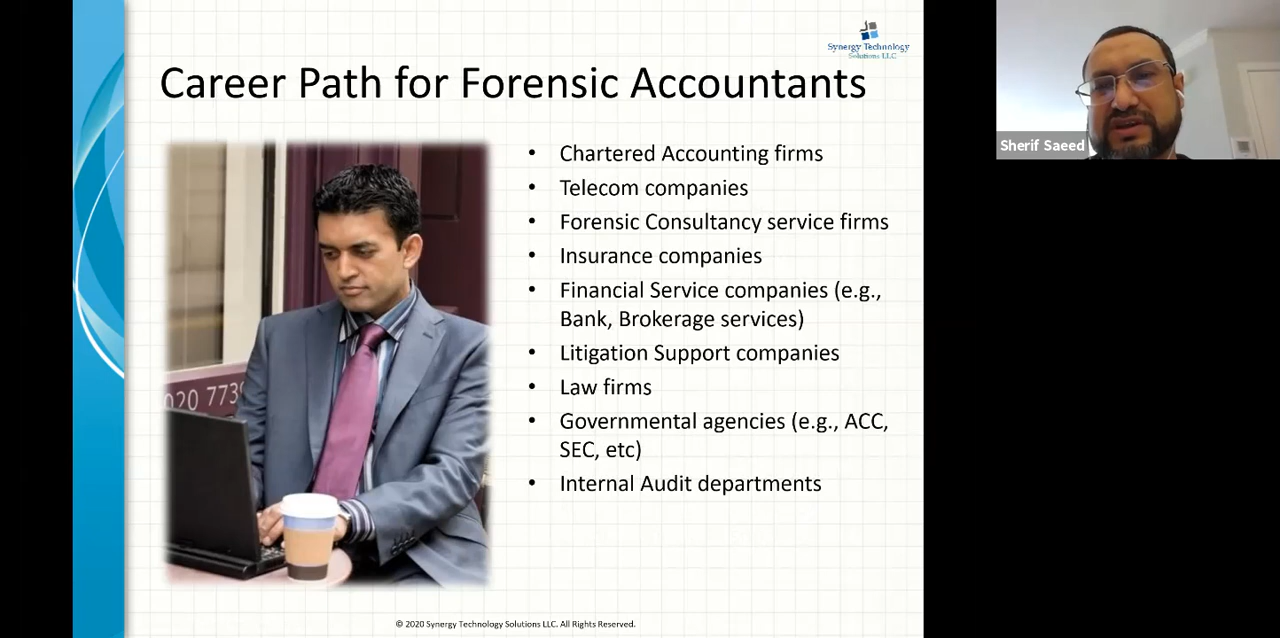 Synergy Technology
Solutions LLC
Career Path for Forensic Accountants
• Chartered Accounting firms
• Telecom companies
• Forensic Consultancy service firms
• Insurance companies
• Financial Service companies (e.g.,
Bank, Brokerage services)
• Litigation Support companies
• Law firms
• Governmental agencies (e.g., ACC,
SEC, etc)
• Internal Audit departments
020 773
© 2020 Synergy Technology Solutions LLC. All Rights Reserved.
Sherif Saeed